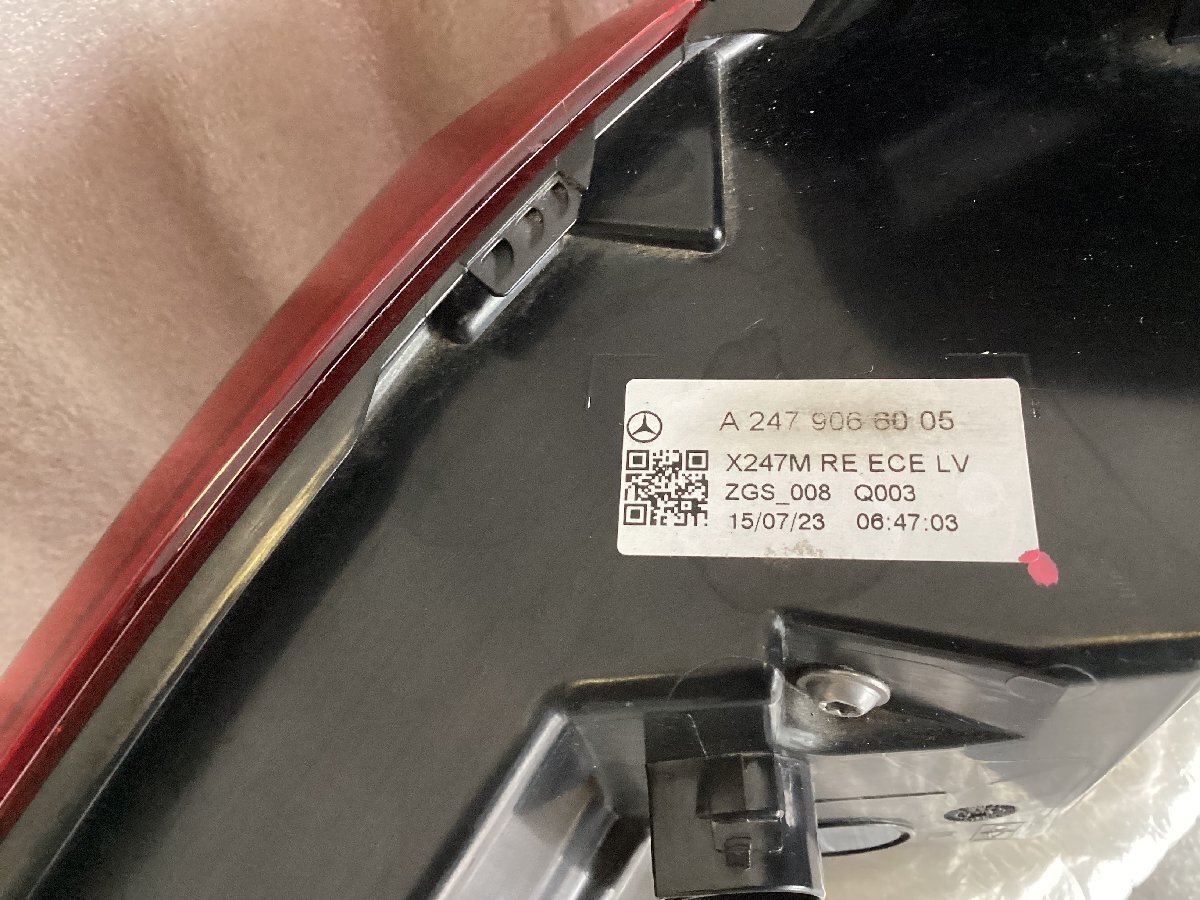 A 247 906 60 05
X247M RE ECE LV
ZGS_008 Q003
15/07/23 06:47:03